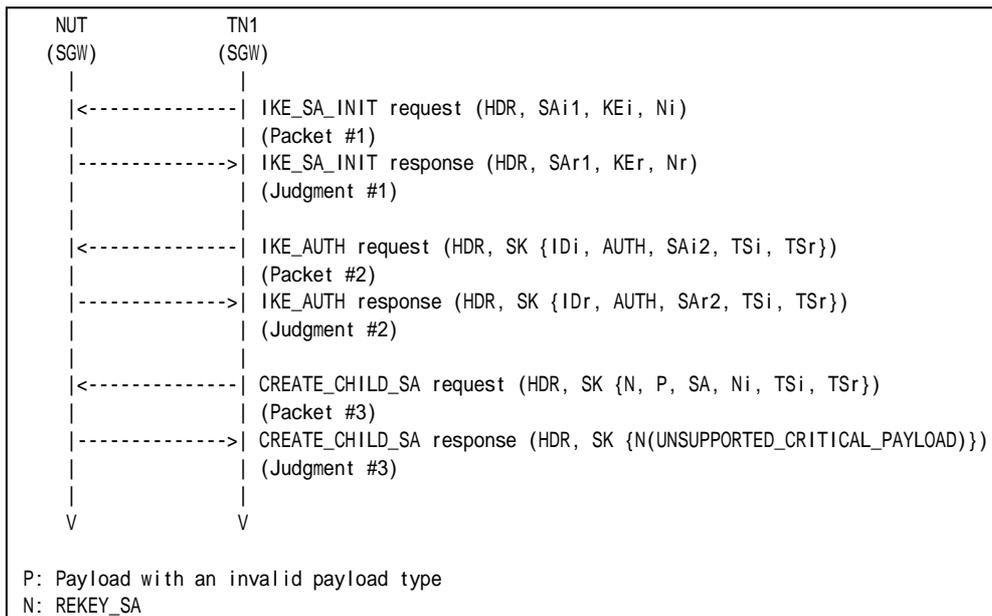 NUT TN1
(SGW) (SGW)
| |
|<--------------| IKE_SA_INIT request (HDR, SAi1, KEi, Ni)
| | (Packet #1)
|-------------->| IKE_SA_INIT response (HDR, SAr1, KEr, Nr)
| | (Judgment #1)
| |
|<--------------| IKE_AUTH request (HDR, SK {IDi, AUTH, SAi2, TSi, TSr})
| | (Packet #2)
|-------------->| IKE_AUTH response (HDR, SK {IDr, AUTH, SAr2, TSi, TSr})
| | (Judgment #2)
| |
|<--------------| CREATE_CHILD_SA request (HDR, SK {N, P, SA, Ni, TSi, TSr})
| | (Packet #3)
|-------------->| CREATE_CHILD_SA response (HDR, SK {N(UNSUPPORTED_CRITICAL_PAYLOAD)})
| | (Judgment #3)
| |
V V
P: Payload with an invalid payload type
N: REKEY_SA